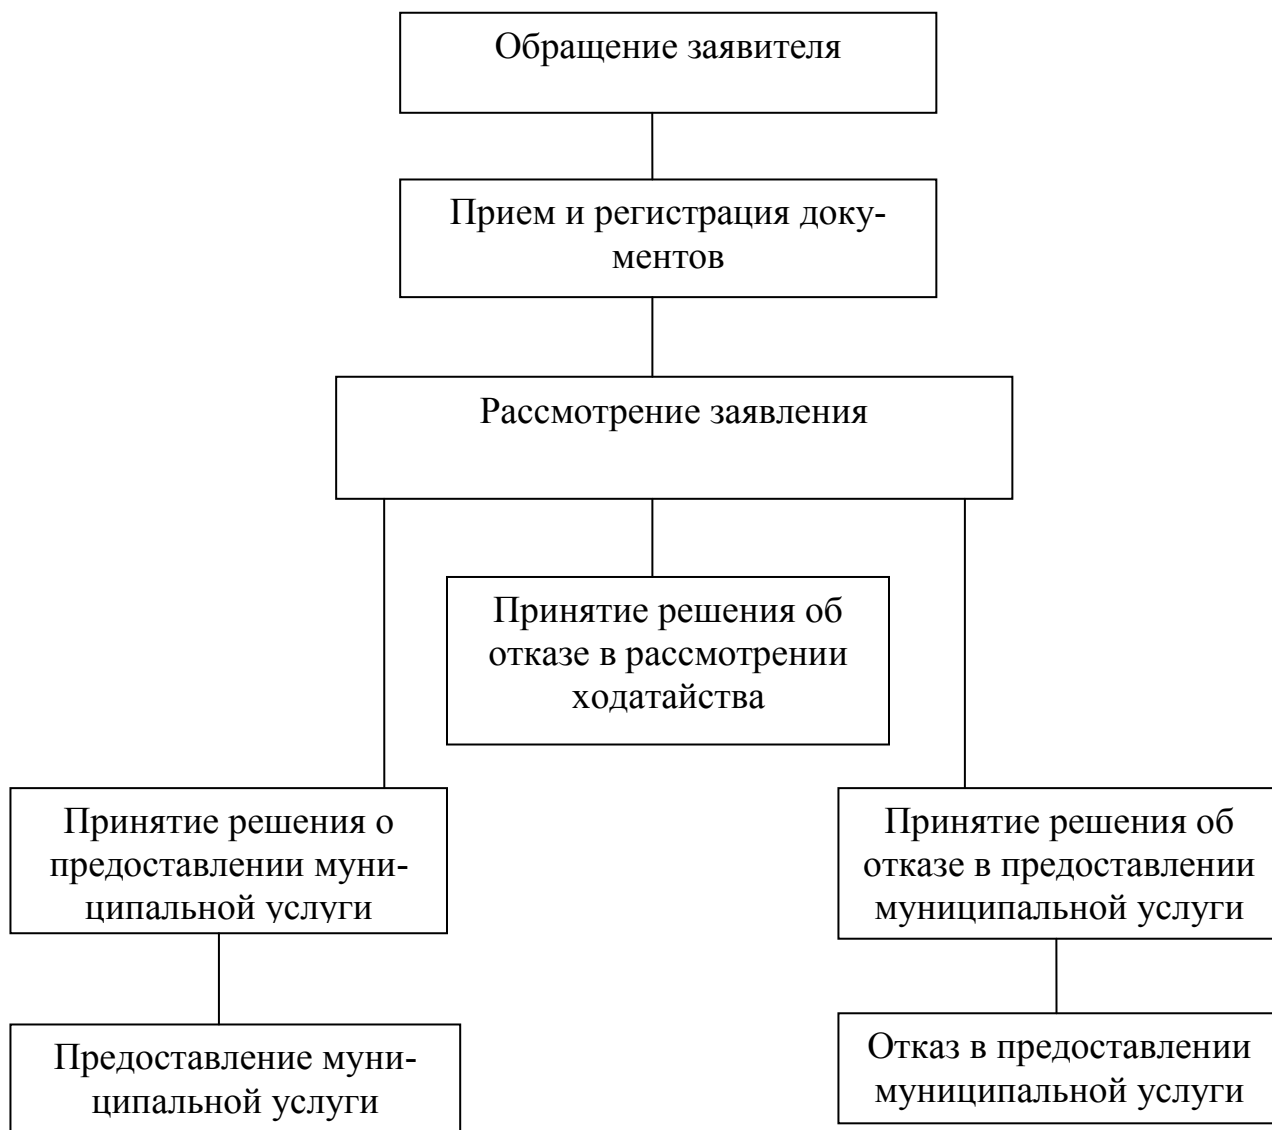 Обращение заявителя
Прием и регистрация доку-
ментов
Рассмотрение заявления
Принятие решения об
отказе в рассмотрении
ходатайства
Принятие решения о
предоставлении муни-
ципальной услуги
Принятие решения об
отказе в предоставлении
муниципальной услуги
Предоставление муни-
ципальной услуги
Отказ в предоставлении
муниципальной услуги